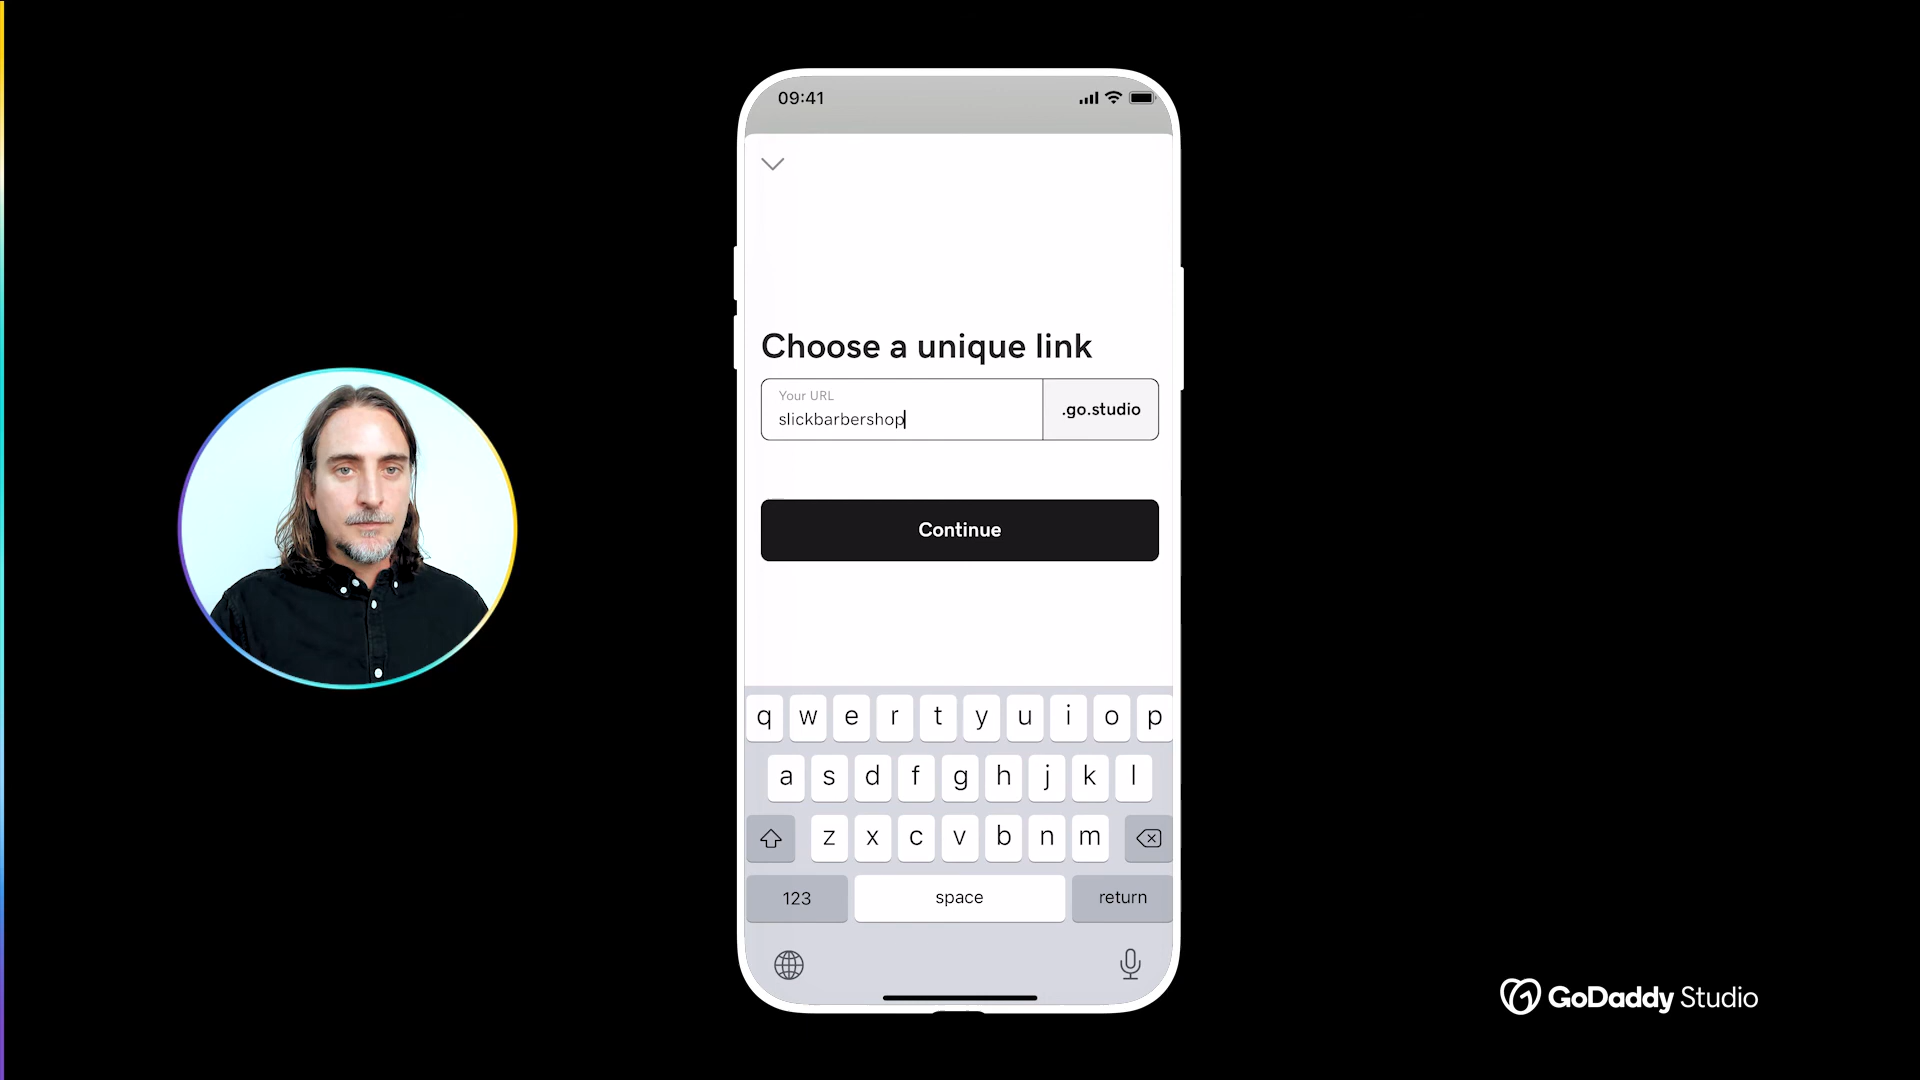 09:41
Choose a unique link
Your URL
slickbarbershop
.go.studio
Continue
q w e r t y u i o p
a s d f g h j k l
z x c v b n m
123 space return
GoDaddy Studio